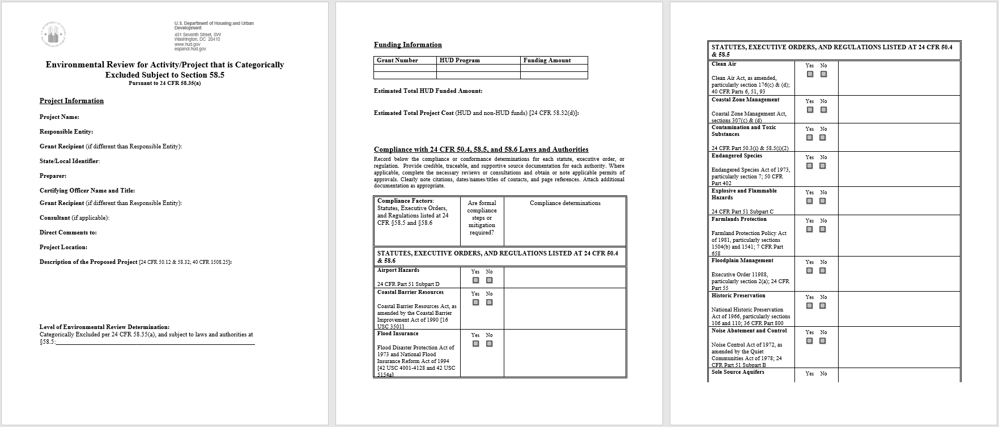 U.S. Department of Housing and Urban
Development
451 Seventh Street, SW
Washington, DC  20410
www.hud.gov
espanol.hud.gov
Environmental Review for Activity/Project that is Categorically
Excluded Subject to Section 58.5
Pursuant to 24 CFR 58.35(a)
Project Information
Project Name:
Responsible Entity:
Grant Recipient (if different than Responsible Entity):
State/Local Identifier:
Preparer:
Certifying Officer Name and Title:
Grant Recipient (if different than Responsible Entity):
Consultant (if applicable):
Direct Comments to:
Project Location:
Description of the Proposed Project [24 CFR 50.12 & 58.32; 40 CFR 1508.25]:
Level of Environmental Review Determination:
Categorically Excluded per 24 CFR 58.35(a), and subject to laws and authorities at
§58.5:
Funding Information
Grant Number HUD Program Funding Amount
Estimated Total HUD Funded Amount:
Estimated Total Project Cost (HUD and non-HUD funds) [24 CFR 58.32(d)]:
Compliance with 24 CFR 50.4, 58.5, and 58.6 Laws and Authorities
Record below the compliance or conformance determinations for each statute, executive order, or
regulation.  Provide credible, traceable, and supportive source documentation for each authority. Where
applicable, complete the necessary reviews or consultations and obtain or note applicable permits of
approvals. Clearly note citations, dates/names/titles of contacts, and page references. Attach additional
documentation as appropriate.
Compliance Factors:
Statutes, Executive Orders,
and Regulations listed at 24
CFR §58.5 and §58.6
Are formal
compliance
steps or
mitigation
required?
Compliance determinations
STATUTES, EXECUTIVE ORDERS, AND REGULATIONS LISTED AT 24 CFR 50.4
& 58.6
Airport Hazards
24 CFR Part 51 Subpart D
Yes No
Coastal Barrier Resources
Coastal Barrier Resources Act, as
amended by the Coastal Barrier
Improvement Act of 1990 [16
USC 3501]
Yes No
Flood Insurance
Flood Disaster Protection Act of
1973 and National Flood
Insurance Reform Act of 1994
[42 USC 4001-4128 and 42 USC
5154a]
Yes No
STATUTES, EXECUTIVE ORDERS, AND REGULATIONS LISTED AT 24 CFR 50.4
& 58.5
Clean Air
Clean Air Act, as amended,
particularly section 176(c) & (d);
40 CFR Parts 6, 51, 93
Yes No
Coastal Zone Management
Coastal Zone Management Act,
sections 307(c) & (d)
Yes No
Contamination and Toxic
Substances
24 CFR Part 50.3(i) & 58.5(i)(2)
Yes No
Endangered Species
Endangered Species Act of 1973,
particularly section 7; 50 CFR
Part 402
Yes No
Explosive and Flammable
Hazards
24 CFR Part 51 Subpart C
Yes No
Farmlands Protection
Farmland Protection Policy Act
of 1981, particularly sections
1504(b) and 1541; 7 CFR Part
658
Yes No
Floodplain Management
Executive Order 11988,
particularly section 2(a); 24 CFR
Part 55
Yes No
Historic Preservation
National Historic Preservation
Act of 1966, particularly sections
106 and 110; 36 CFR Part 800
Yes No
Noise Abatement and Control
Noise Control Act of 1972, as
amended by the Quiet
Communities Act of 1978; 24
CFR Part 51 Subpart B
Yes No
Sole Source Aquifers
Yes No